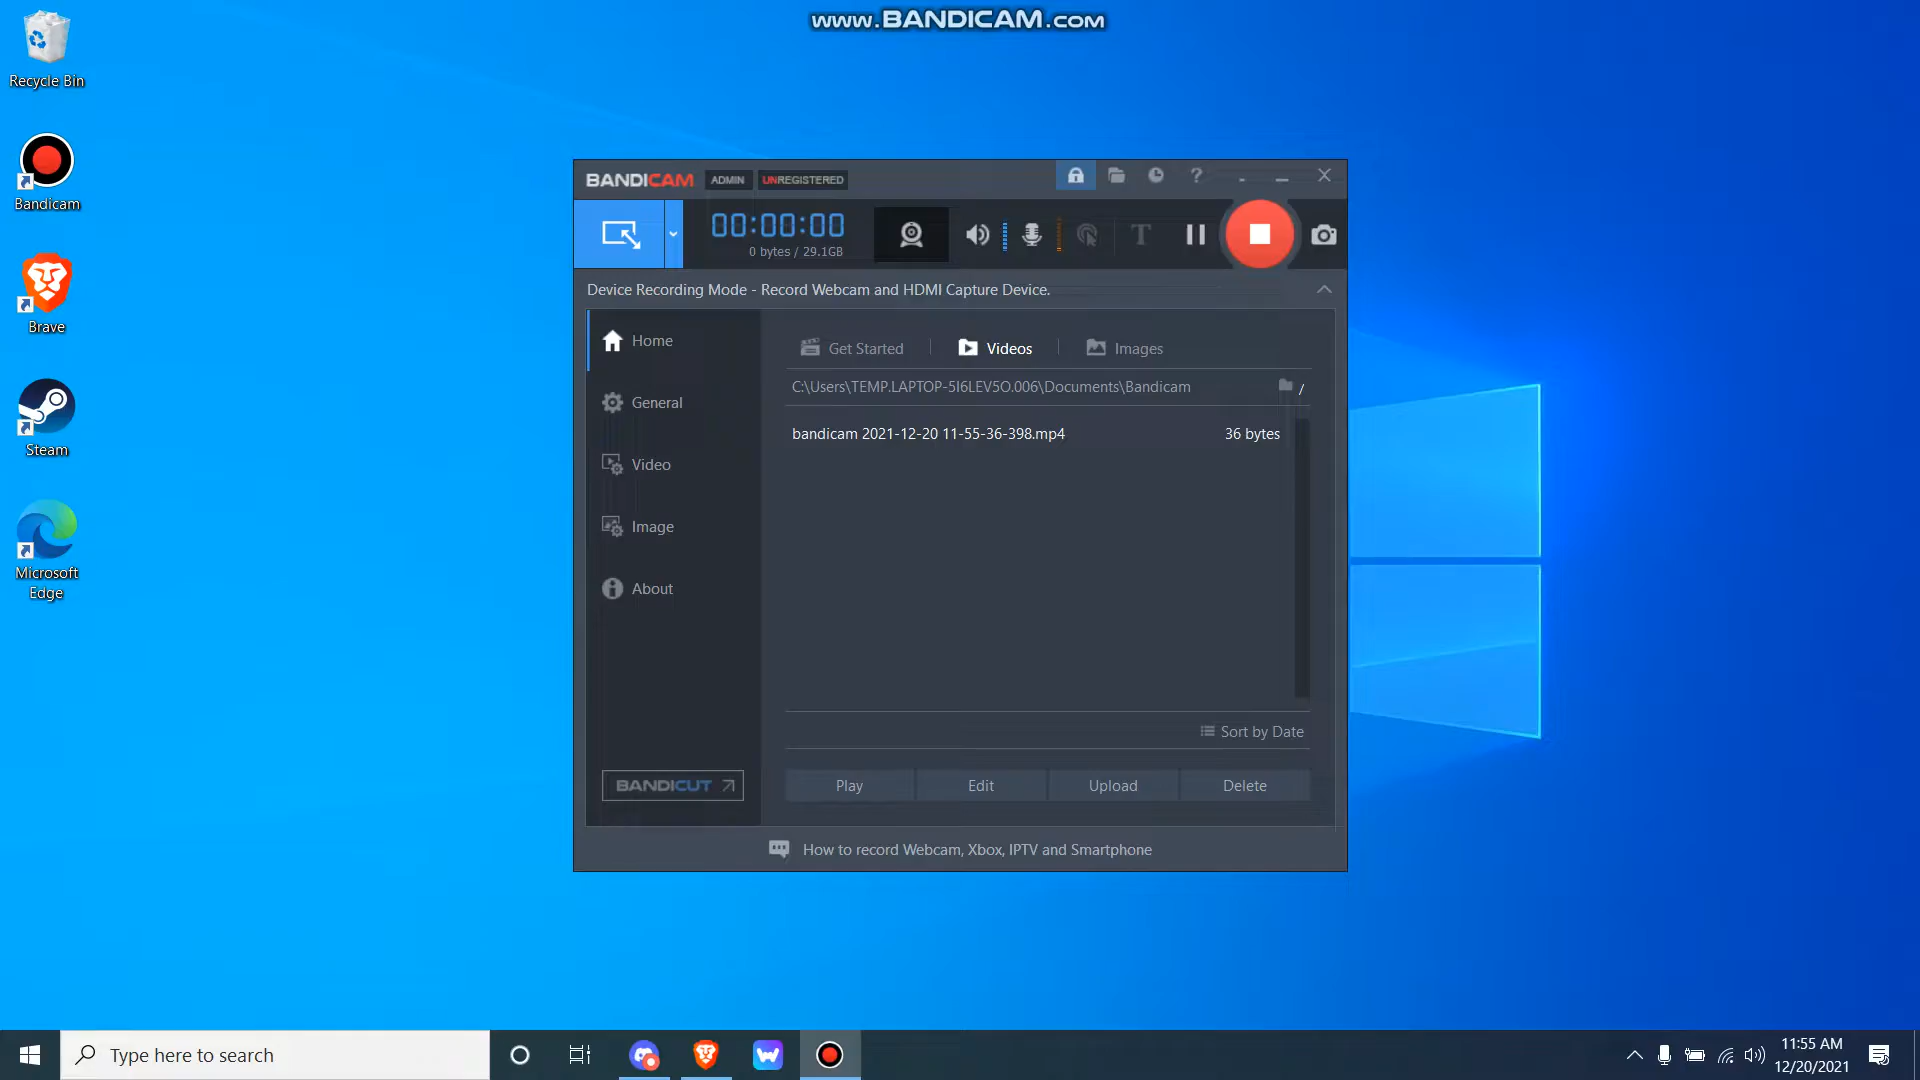 www.BANDICAM.com
Recycle Bin
Bandicam
Brave
Steam
Microsoft
Edge
BANDICAM ADMIN UNREGISTERED
00:00:00
0 bytes / 29.1GB
Device Recording Mode - Record Webcam and HDMI Capture Device.
Home
General
Video
Image
About
BANDICUT
Get Started
Videos
Images
C:\Users\TEMP.LAPTOP-5I6LEV5O.006\Documents\Bandicam
bandicam 2021-12-20 11-55-36-398.mp4 36 bytes
Sort by Date
Play Edit Upload Delete
How to record Webcam, Xbox, IPTV and Smartphone
Type here to search
11:55 AM
12/20/2021